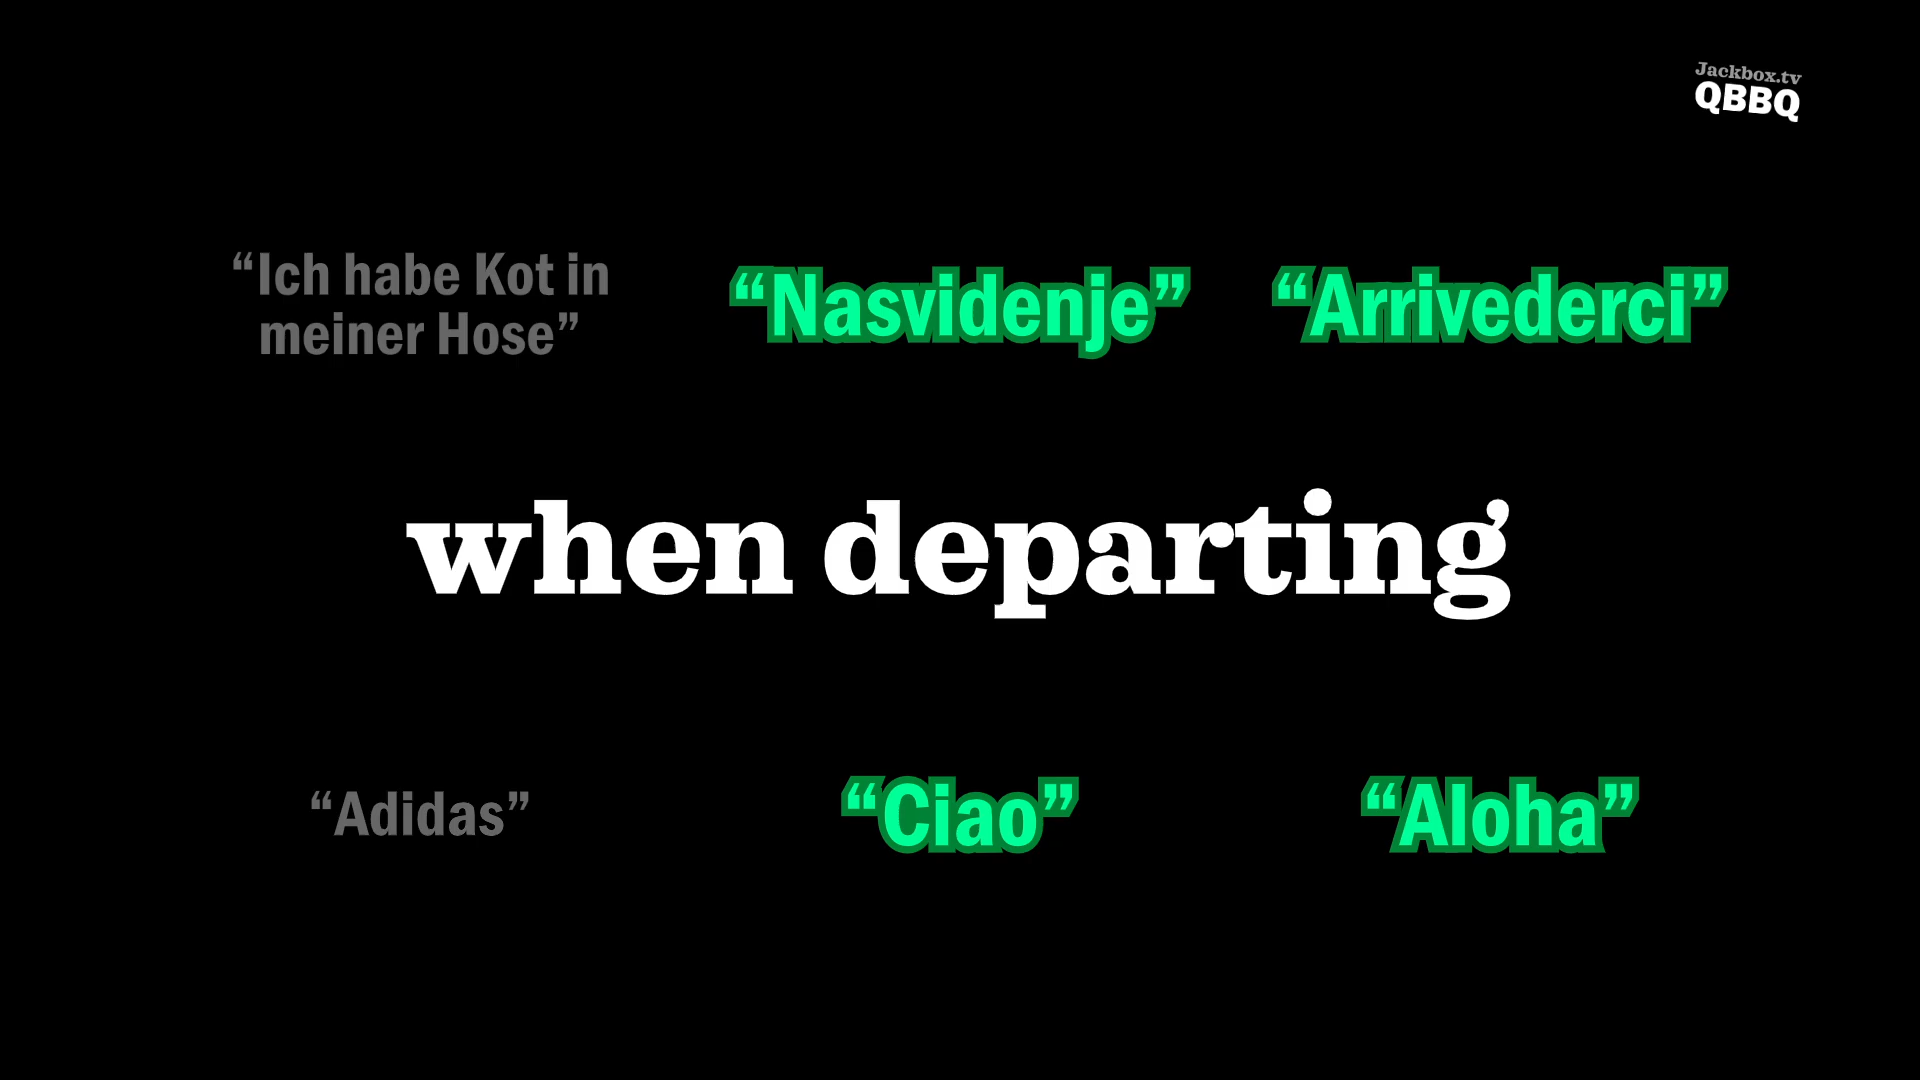 Jackbox.tv
QBBQ
“Ich habe Kot in
meiner Hose”
“Nasvidenje”
“Arrivederci”
when departing
“Adidas”
“Ciao”
“Aloha”